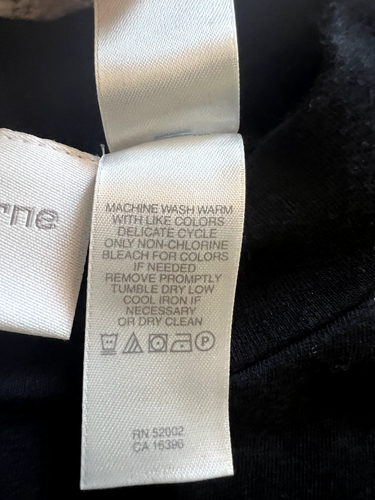 rne
MACHINE WASH WARM
WITH LIKE COLORS
DELICATE CYCLE
ONLY NON-CHLORINE
BLEACH FOR COLORS
IF NEEDED
REMOVE PROMPTLY
TUMBLE DRY LOW
COOL IRON IF
NECESSARY
OR DRY CLEAN
P
RN 52002
CA 16396